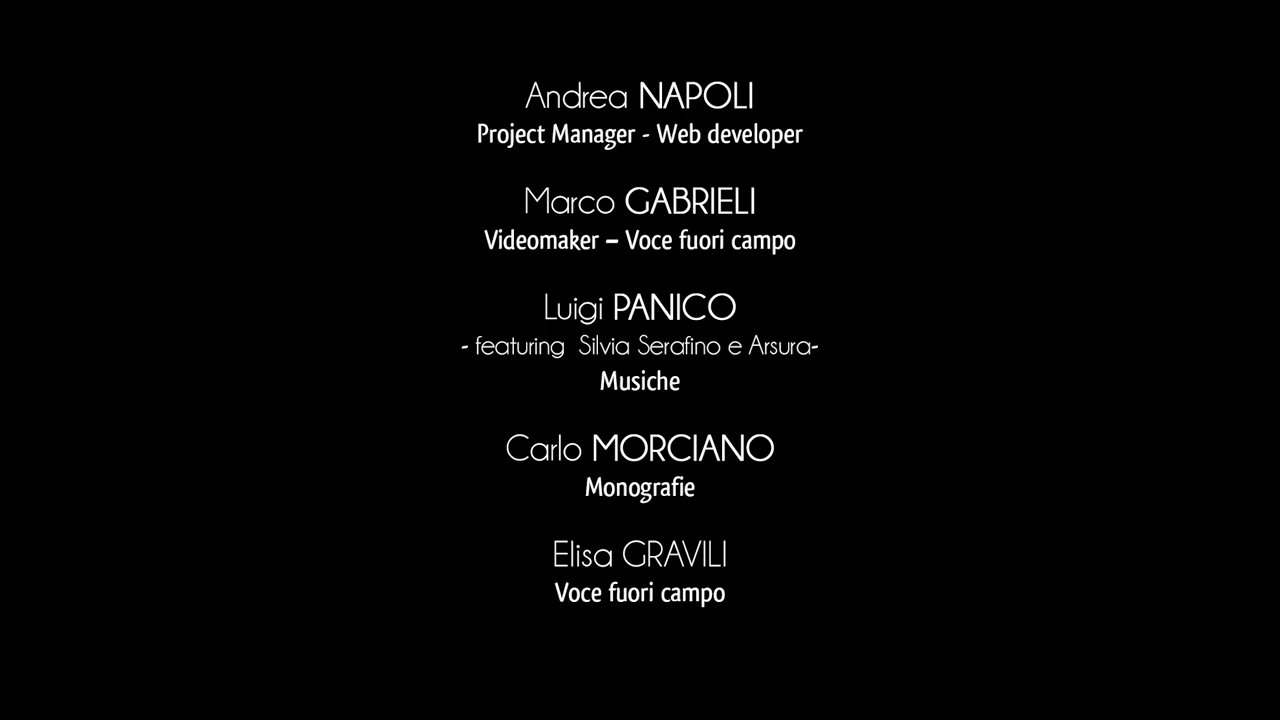 Andrea NAPOLI
Project Manager - Web developer
Marco GABRIELI
Videomaker – Voce fuori campo
Luigi PANICO
- featuring  Silvia Serafino e Arsura-
Musiche
Carlo MORCIANO
Monografie
Elisa GRAVILI
Voce fuori campo